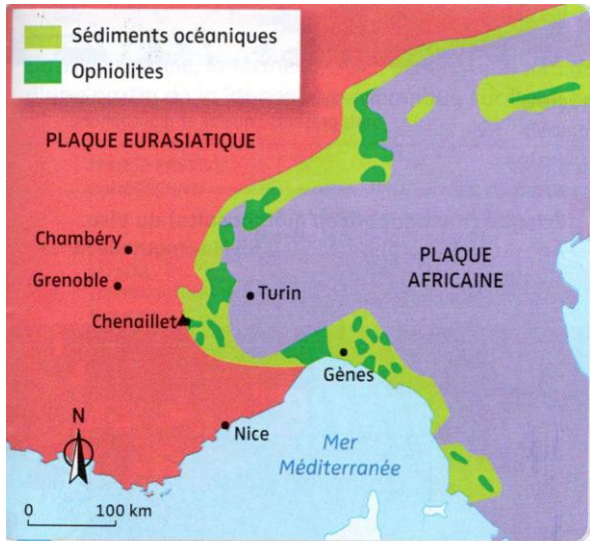 Sédiments océaniques
Ophiolites
PLAQUE EURASIATIQUE
Chambéry
Grenoble
Chenaillet
Turin
PLAQUE
AFRICAINE
Gènes
Nice
Mer
Méditerranée
N
0 100 km